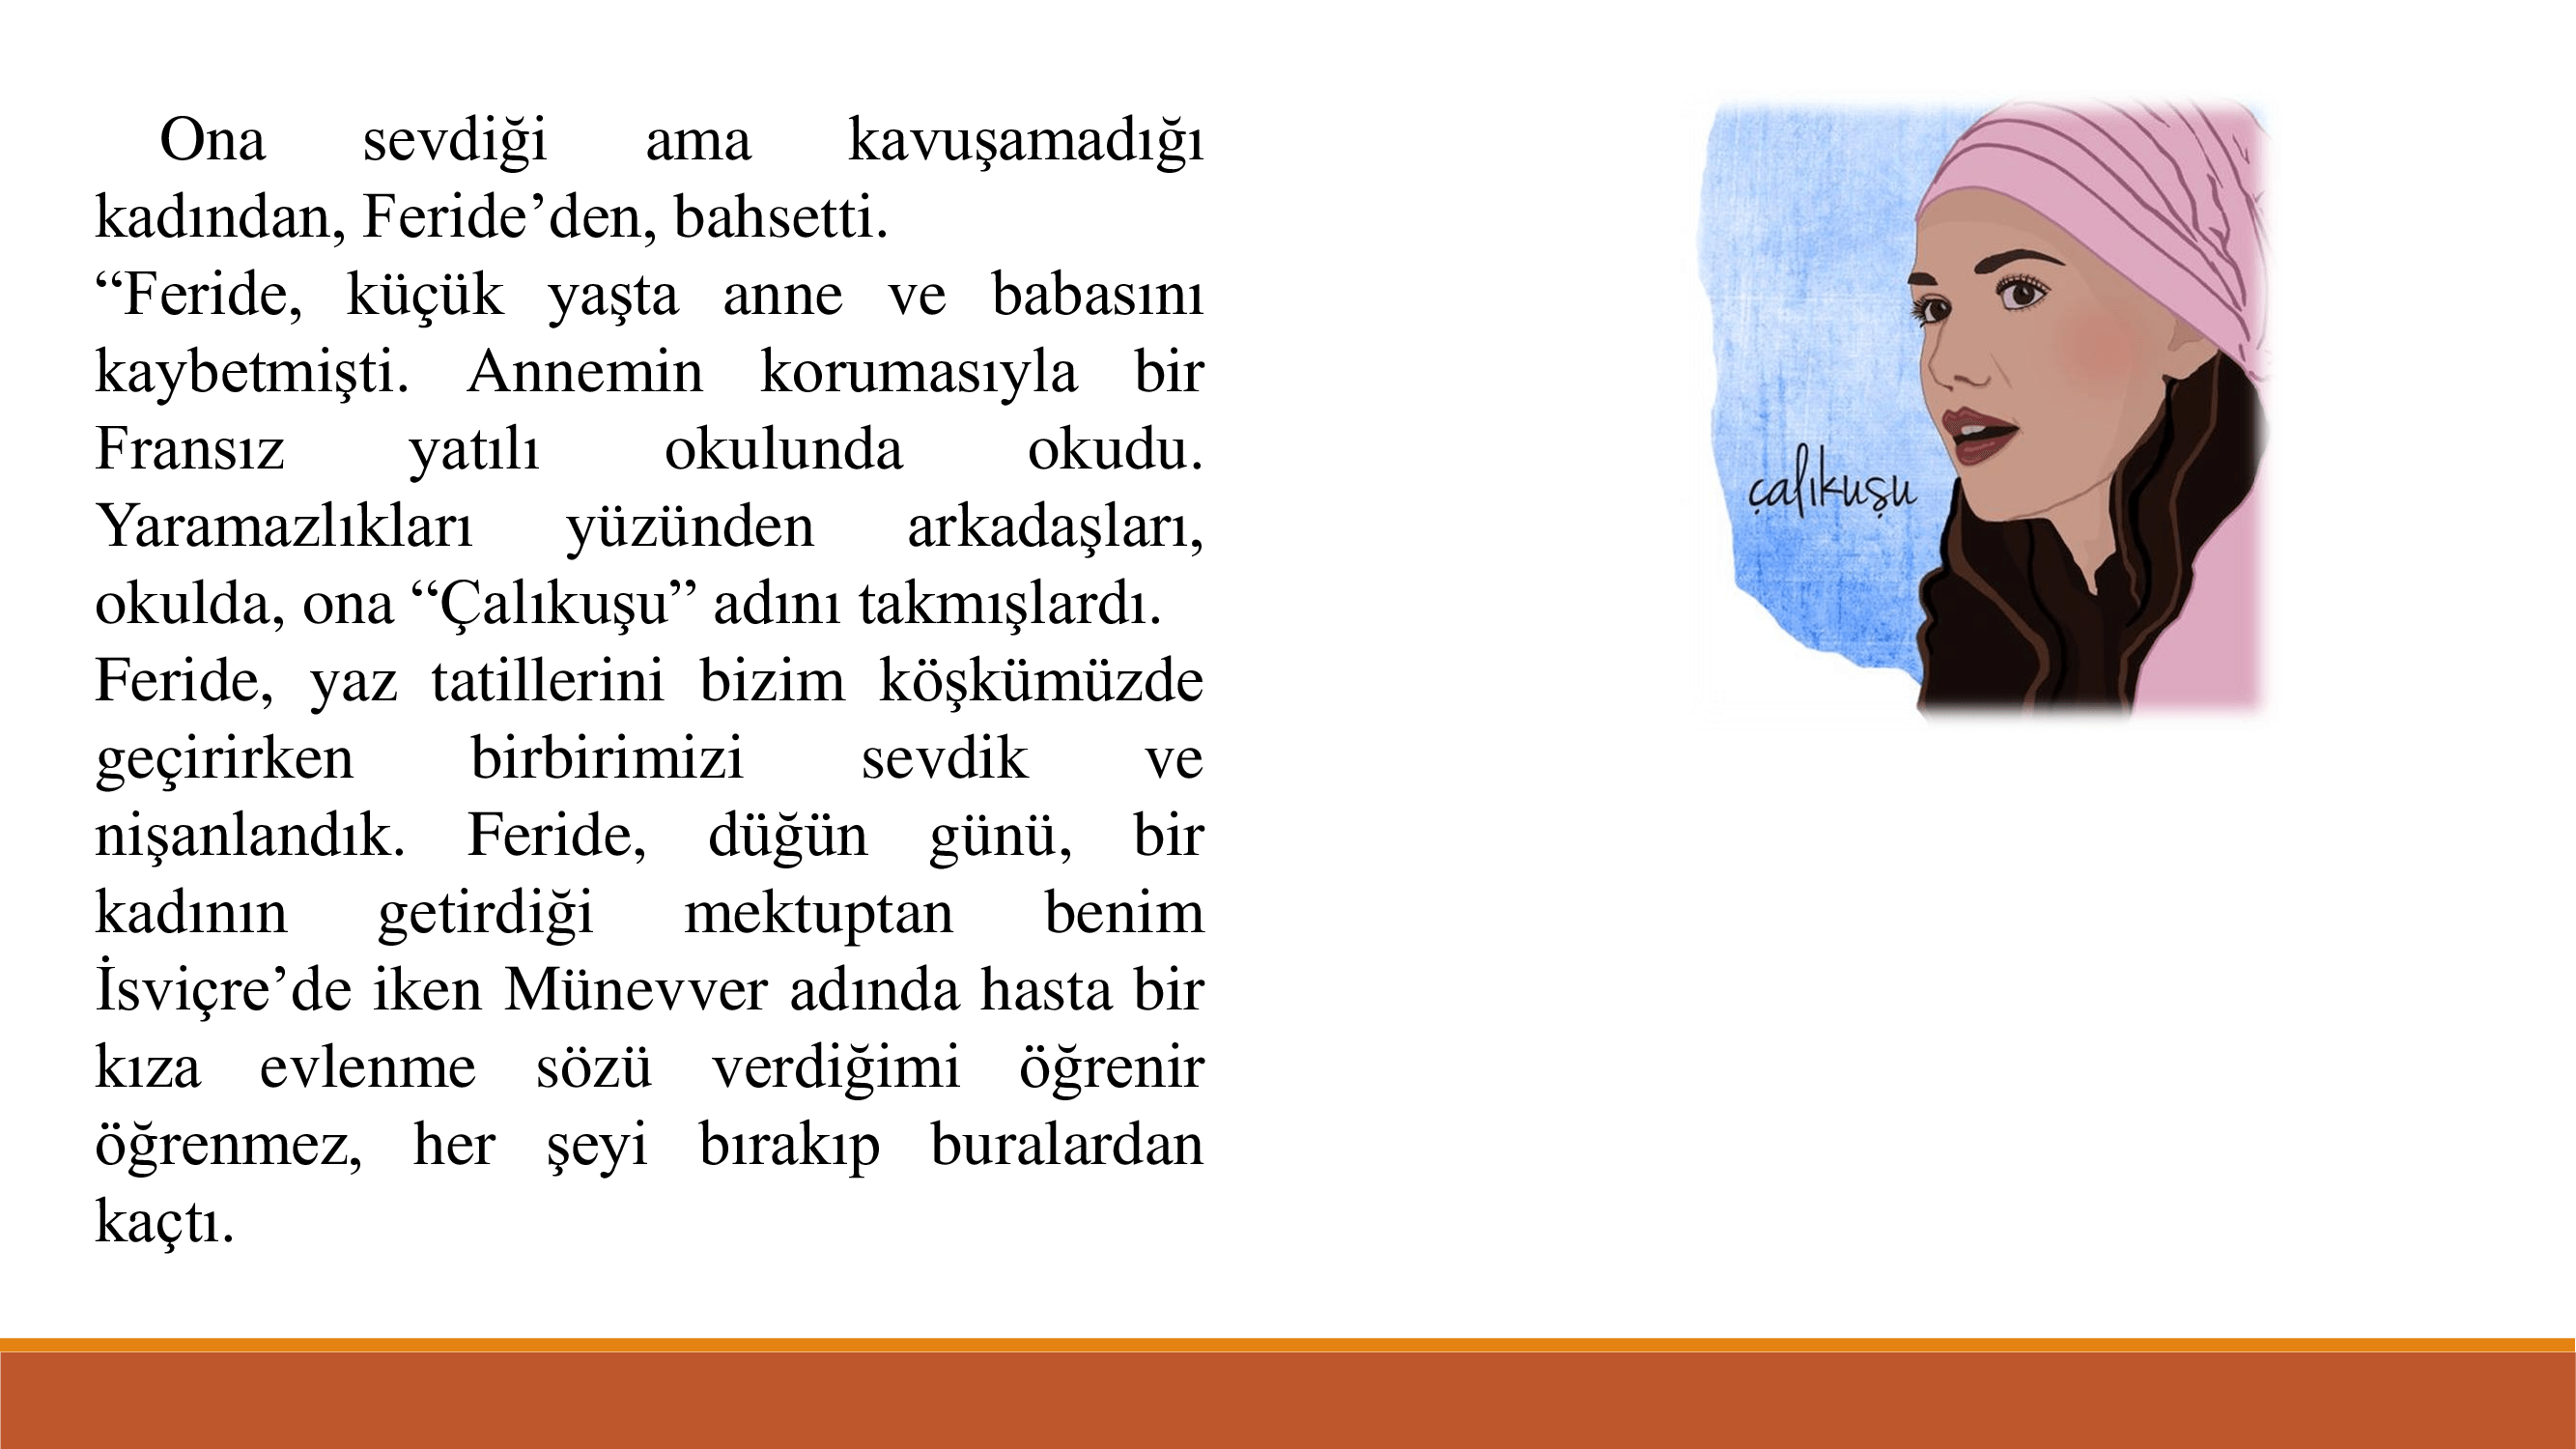 Ona sevdiği ama kavuşamadığı
kadından, Feride’den, bahsetti.
“Feride, küçük yaşta anne ve babasını
kaybetmişti. Annemin korumasıyla bir
Fransız yatılı okulunda okudu.
Yaramazlıkları yüzünden arkadaşları,
okulda, ona “Çalıkuşu” adını takmışlardı.
Feride, yaz tatillerini bizim köşkümüzde
geçirirken birbirimizi sevdik ve
nişanlandık. Feride, düğün günü, bir
kadının getirdiği mektuptan benim
İsviçre’de iken Münevver adında hasta bir
kıza evlenme sözü verdiğimi öğrenir
öğrenmez, her şeyi bırakıp buralardan
kaçtı.
çalıkuşu